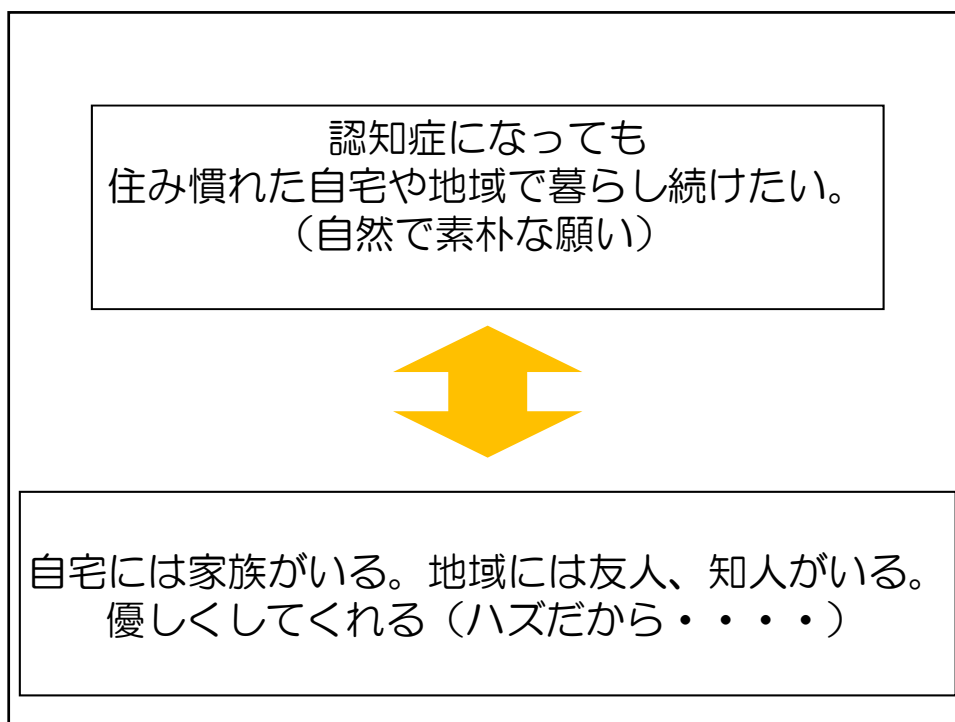 認知症になっても
住み慣れた自宅や地域で暮らし続けたい。
（自然で素朴な願い）
自宅には家族がいる。地域には友人、知人がいる。
優しくしてくれる（ハズだから・・・・）